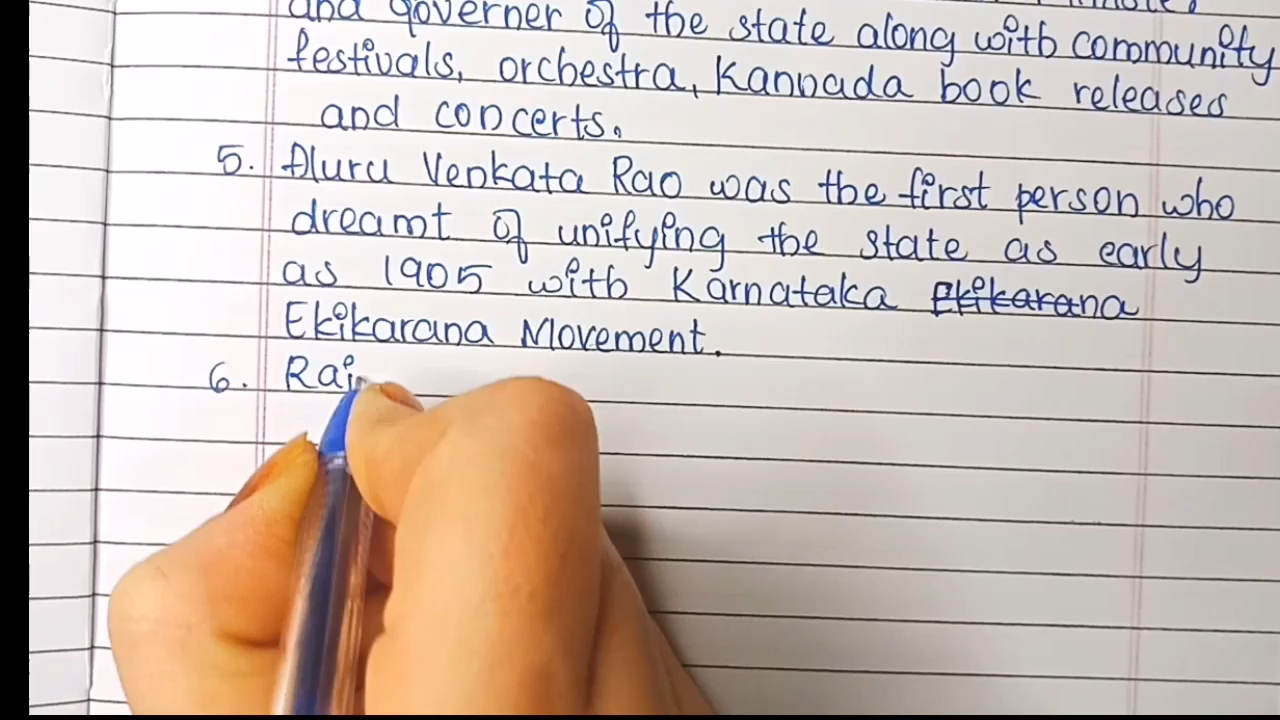 and Governer of the state along with community
festivals, orchestra, Kannada book releases
and concerts.
5. Aluru Venkata Rao was the first person who
dreamt of unifying the state as early
as 1905 with Karnataka Ekikarana
Ekikarana Movement.
6. Rai